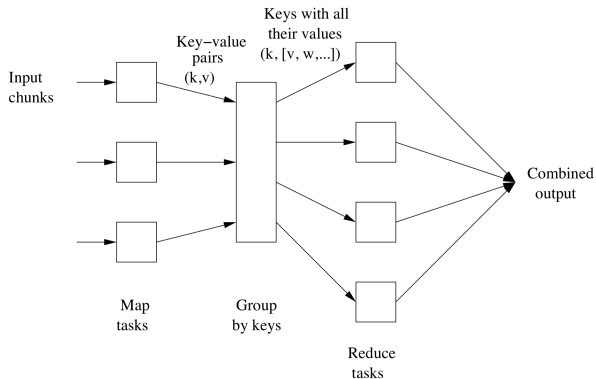 Keys with all
their values
(k, [v, w,...])
Key−value
pairs
(k,v)
Input
chunks
Combined
output
Map
tasks
Group
by keys
Reduce
tasks